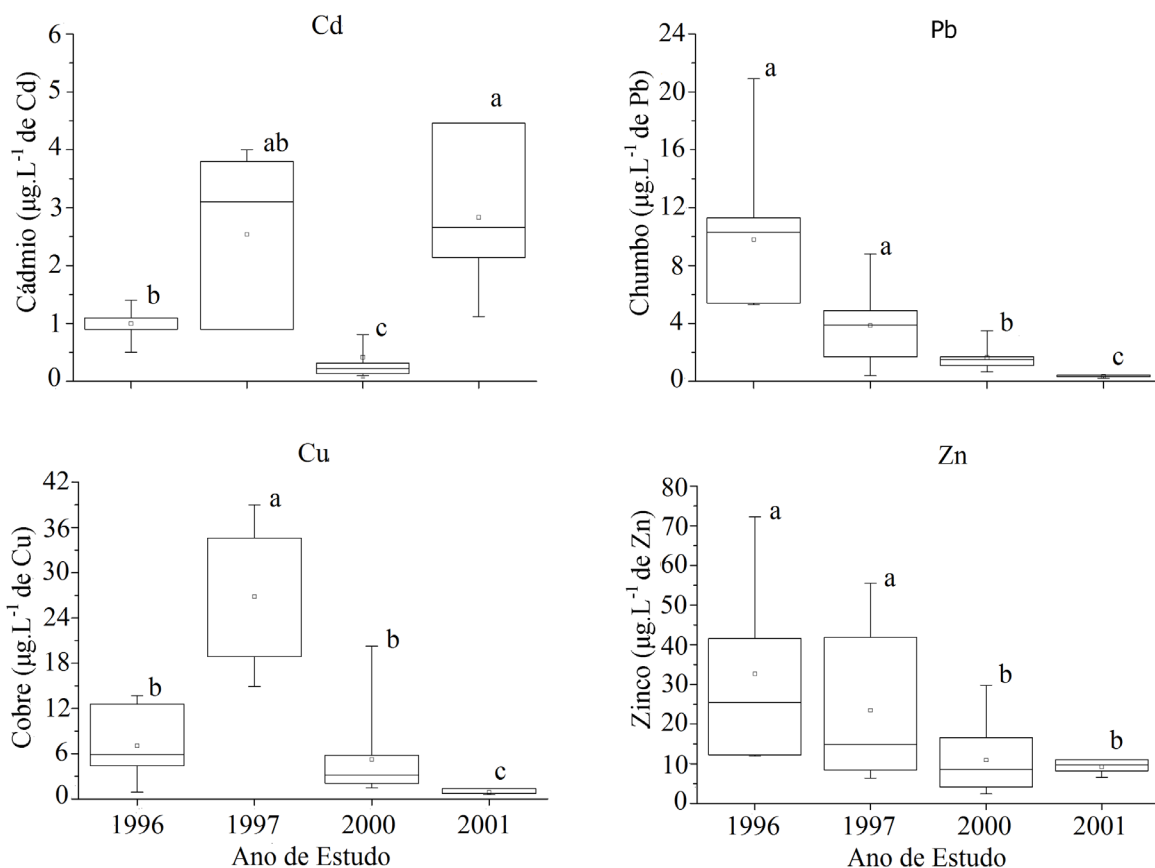 Cd
Cádmio (µg.L⁻¹ de Cd)
6
5
4
3
2
1
0
b
ab
c
a
Pb
Chumbo (µg.L⁻¹ de Pb)
24
20
16
12
8
4
0
a
a
b
c
Cu
Cobre (µg.L⁻¹ de Cu)
42
36
30
24
18
12
6
0
b
a
b
c
1996 1997 2000 2001
Ano de Estudo
Zn
Zinco (µg.L⁻¹ de Zn)
80
70
60
50
40
30
20
10
0
a
a
b
b
1996 1997 2000 2001
Ano de Estudo